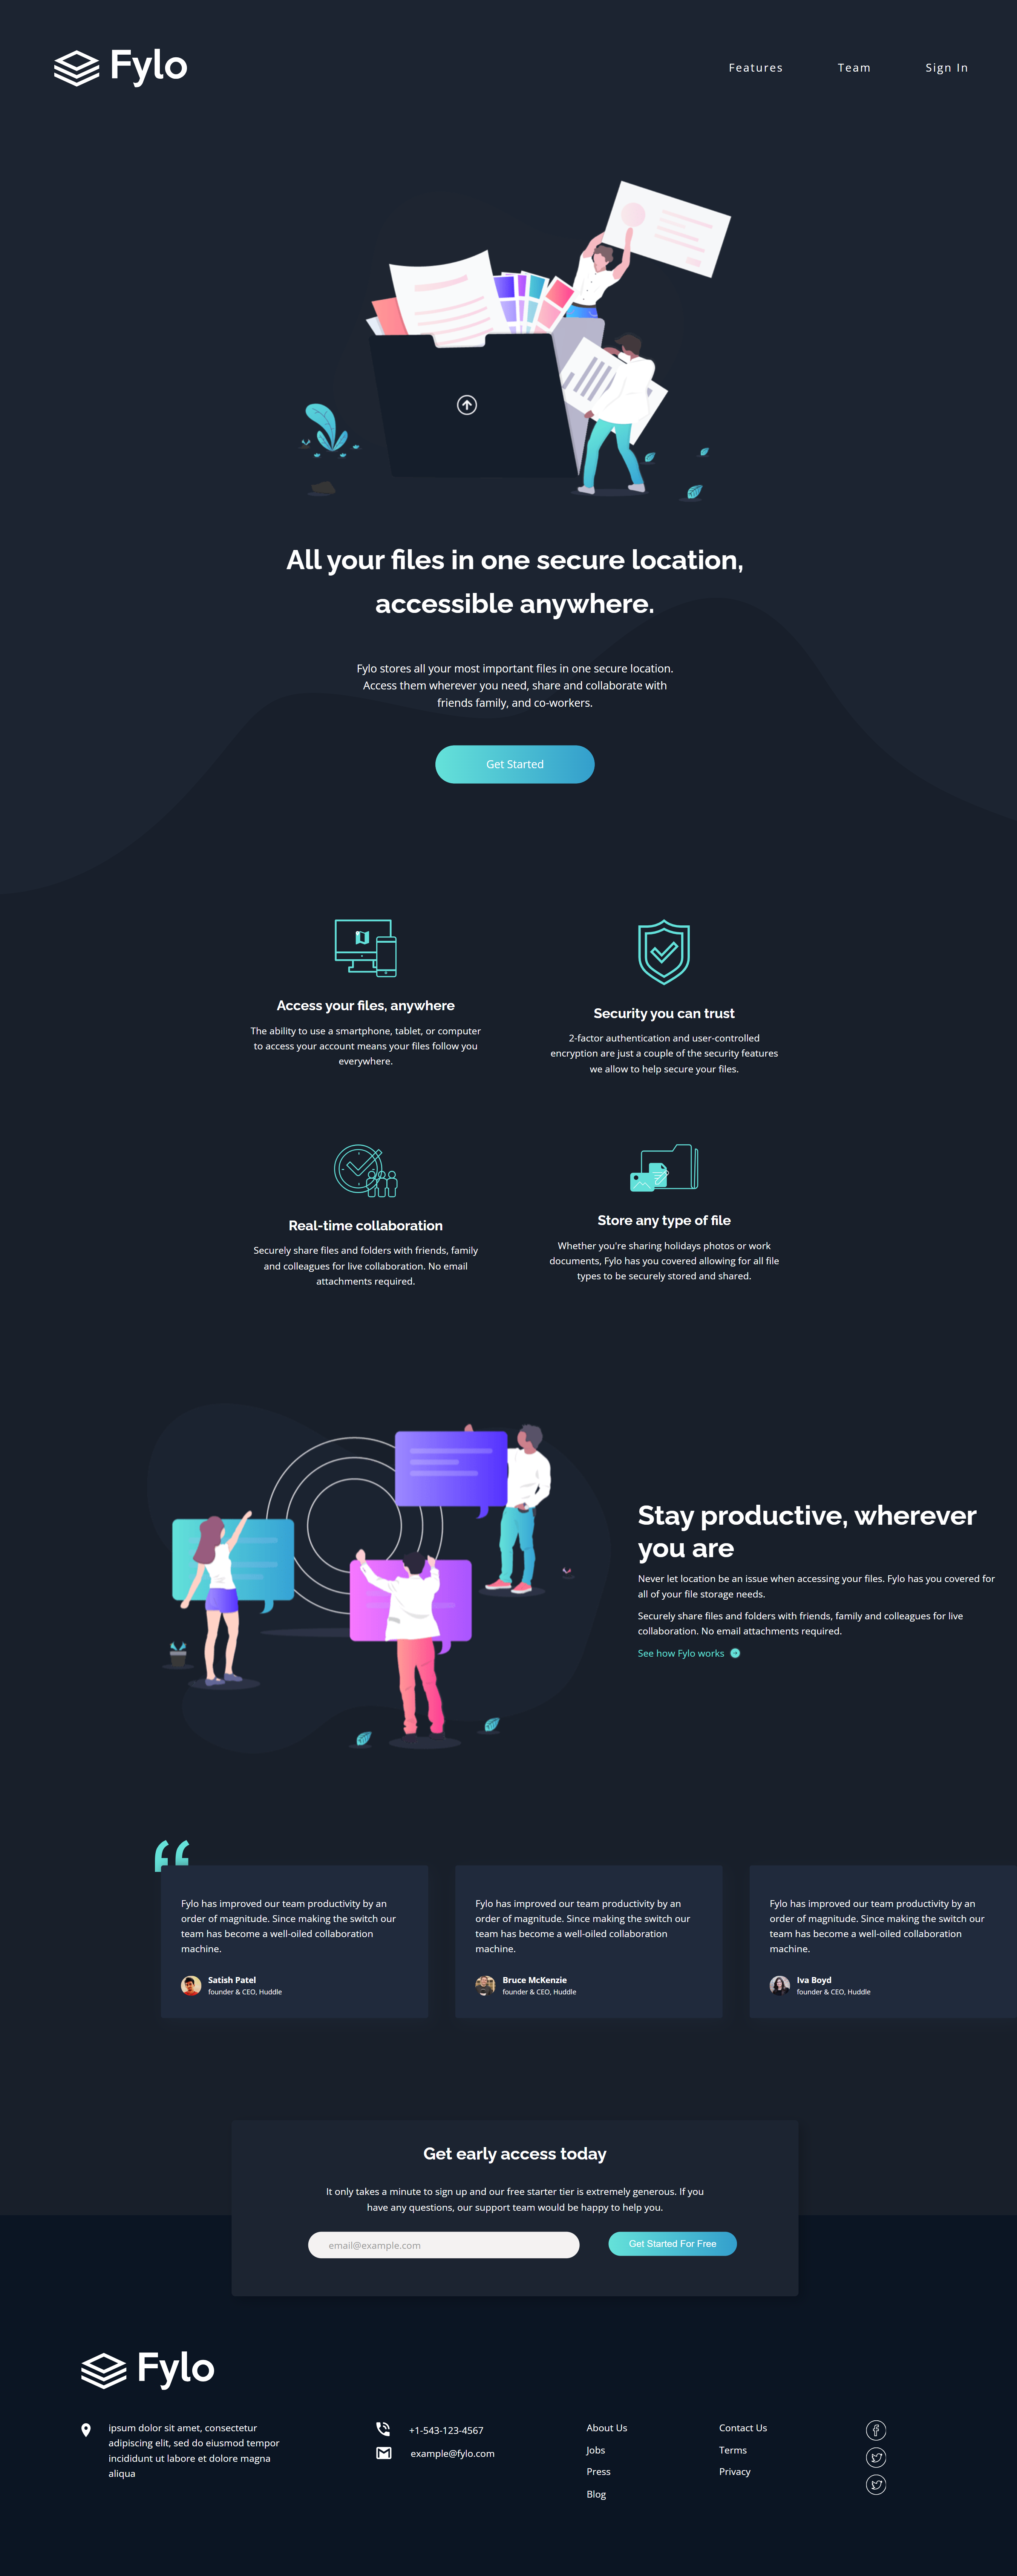 Fylo
Features
Team
Sign In
All your files in one secure location,
accessible anywhere.
Fylo stores all your most important files in one secure location.
Access them wherever you need, share and collaborate with
friends family, and co-workers.
Get Started
Access your files, anywhere
The ability to use a smartphone, tablet, or computer
to access your account means your files follow you
everywhere.
Security you can trust
2-factor authentication and user-controlled
encryption are just a couple of the security features
we allow to help secure your files.
Real-time collaboration
Securely share files and folders with friends, family
and colleagues for live collaboration. No email
attachments required.
Store any type of file
Whether you're sharing holidays photos or work
documents, Fylo has you covered allowing for all file
types to be securely stored and shared.
Stay productive, wherever
you are
Never let location be an issue when accessing your files. Fylo has you covered for
all of your file storage needs.
Securely share files and folders with friends, family and colleagues for live
collaboration. No email attachments required.
See how Fylo works
“
Fylo has improved our team productivity by an
order of magnitude. Since making the switch our
team has become a well-oiled collaboration
machine.
Satish Patel
founder & CEO, Huddle
Fylo has improved our team productivity by an
order of magnitude. Since making the switch our
team has become a well-oiled collaboration
machine.
Bruce McKenzie
founder & CEO, Huddle
Fylo has improved our team productivity by an
order of magnitude. Since making the switch our
team has become a well-oiled collaboration
machine.
Iva Boyd
founder & CEO, Huddle
Get early access today
It only takes a minute to sign up and our free starter tier is extremely generous. If you
have any questions, our support team would be happy to help you.
email@example.com
Get Started For Free
Fylo
ipsum dolor sit amet, consectetur
adipiscing elit, sed do eiusmod tempor
incididunt ut labore et dolore magna
aliqua
+1-543-123-4567
example@fylo.com
About Us
Jobs
Press
Blog
Contact Us
Terms
Privacy